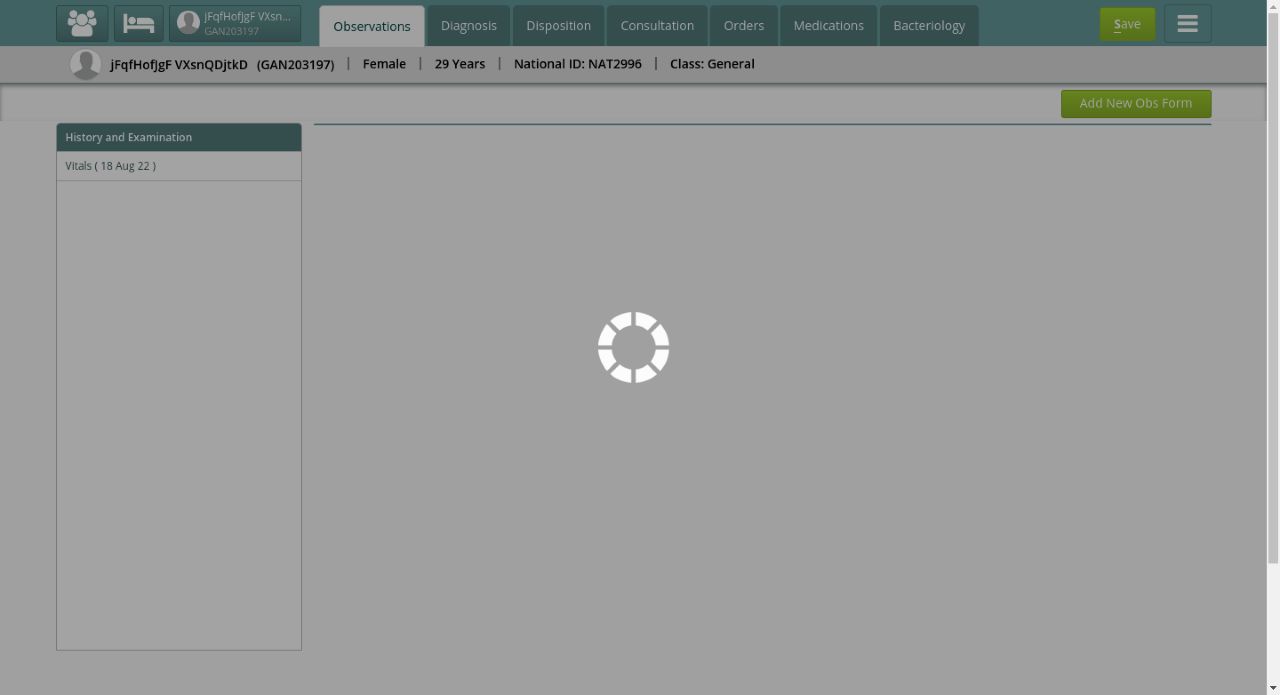 jFqfHofJgF VXsn...
GAN203197
Observations
Diagnosis
Disposition
Consultation
Orders
Medications
Bacteriology
Save
jFqfHofJgF VXsnQDjtkD (GAN203197) | Female | 29 Years | National ID: NAT2996 | Class: General
Add New Obs Form
History and Examination
Vitals ( 18 Aug 22 )